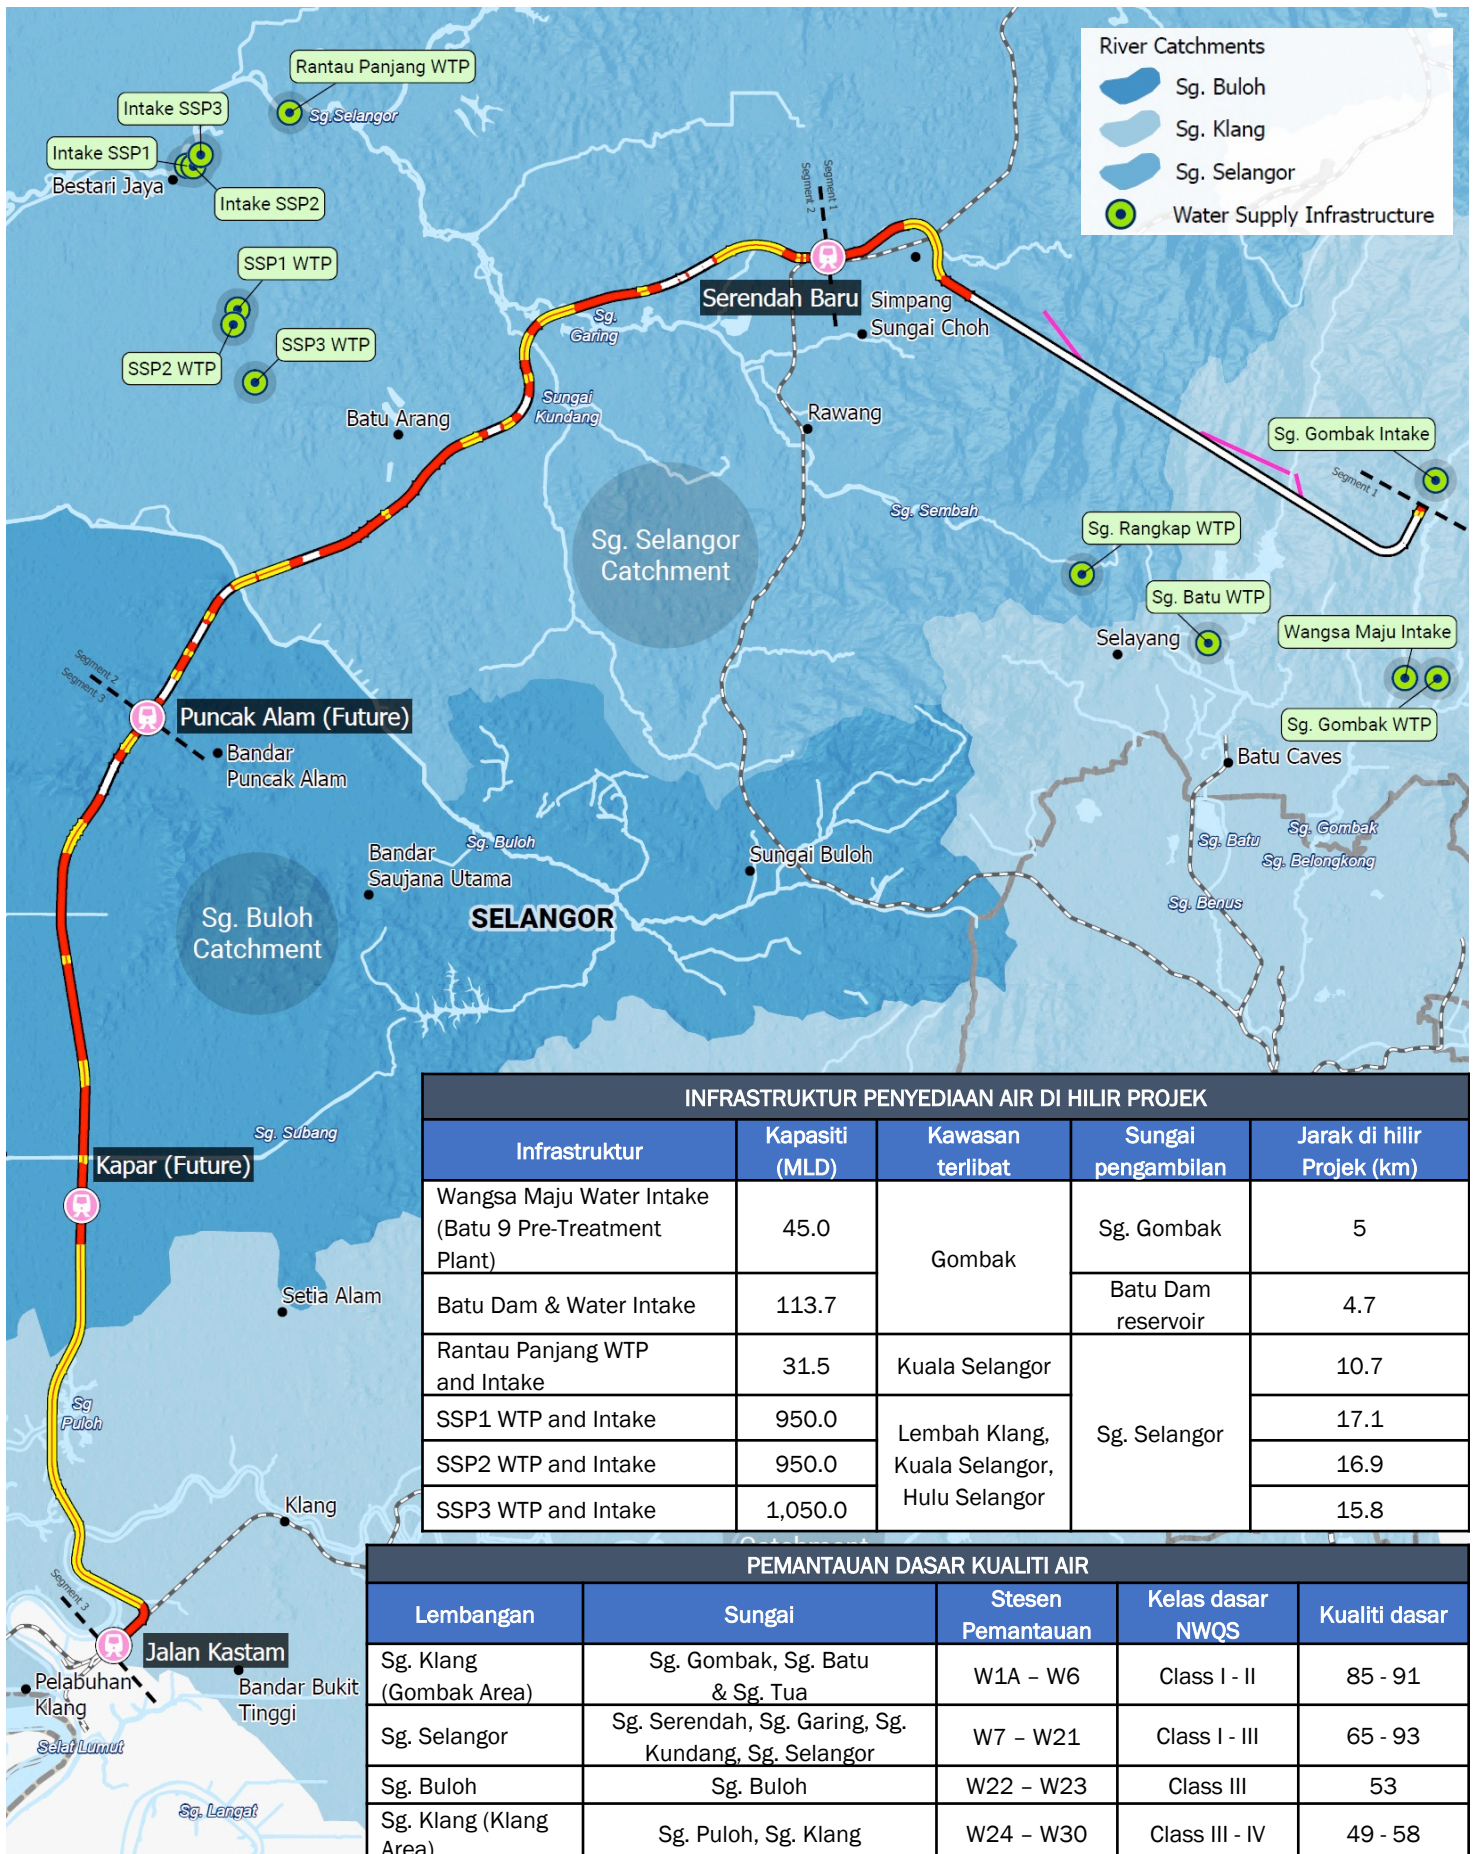 River Catchments
Sg. Buloh
Sg. Klang
Sg. Selangor
Water Supply Infrastructure
Rantau Panjang WTP
Sg.Selangor
Intake SSP3
Intake SSP1
Bestari Jaya
Intake SSP2
SSP1 WTP
SSP2 WTP
SSP3 WTP
Segment 1
Segment 2
Serendah Baru
Simpang
Sungai Choh
Sg.
Garing
Sungai
Kundang
Batu Arang
Rawang
Sg. Gombak Intake
Segment 1
Sg. Sembah
Sg. Selangor
Catchment
Sg. Rangkap WTP
Sg. Batu WTP
Selayang
Wangsa Maju Intake
Sg. Gombak WTP
Segment 2
Segment 3
Puncak Alam (Future)
Bandar
Puncak Alam
Batu Caves
Sg. Buloh
Sg. Batu
Sg. Gombak
Sg. Belongkong
Sg. Benus
Bandar
Saujana Utama
Sungai Buloh
SELANGOR
Sg. Buloh
Catchment
Sg. Subang
Kapar (Future)
Setia Alam
Sg
Puloh
Klang
Segment 3
Jalan Kastam
Pelabuhan
Klang
Bandar Bukit
Tinggi
Selat Lumut
Sg. Langat
Catchment
INFRASTRUKTUR PENYEDIAAN AIR DI HILIR PROJEK
Infrastruktur
Kapasiti
(MLD)
Kawasan
terlibat
Sungai
pengambilan
Jarak di hilir
Projek (km)
Wangsa Maju Water Intake
(Batu 9 Pre-Treatment
Plant)
45.0
Gombak
Sg. Gombak
5
Batu Dam & Water Intake
113.7
Batu Dam
reservoir
4.7
Rantau Panjang WTP
and Intake
31.5
Kuala Selangor
Sg. Selangor
10.7
SSP1 WTP and Intake
950.0
Lembah Klang,
Kuala Selangor,
Hulu Selangor
17.1
SSP2 WTP and Intake
950.0
16.9
SSP3 WTP and Intake
1,050.0
15.8
PEMANTAUAN DASAR KUALITI AIR
Lembangan
Sungai
Stesen
Pemantauan
Kelas dasar
NWQS
Kualiti dasar
Sg. Klang
(Gombak Area)
Sg. Gombak, Sg. Batu
& Sg. Tua
W1A – W6
Class I - II
85 - 91
Sg. Selangor
Sg. Serendah, Sg. Garing, Sg.
Kundang, Sg. Selangor
W7 – W21
Class I - III
65 - 93
Sg. Buloh
Sg. Buloh
W22 – W23
Class III
53
Sg. Klang (Klang
Area)
Sg. Puloh, Sg. Klang
W24 – W30
Class III - IV
49 - 58